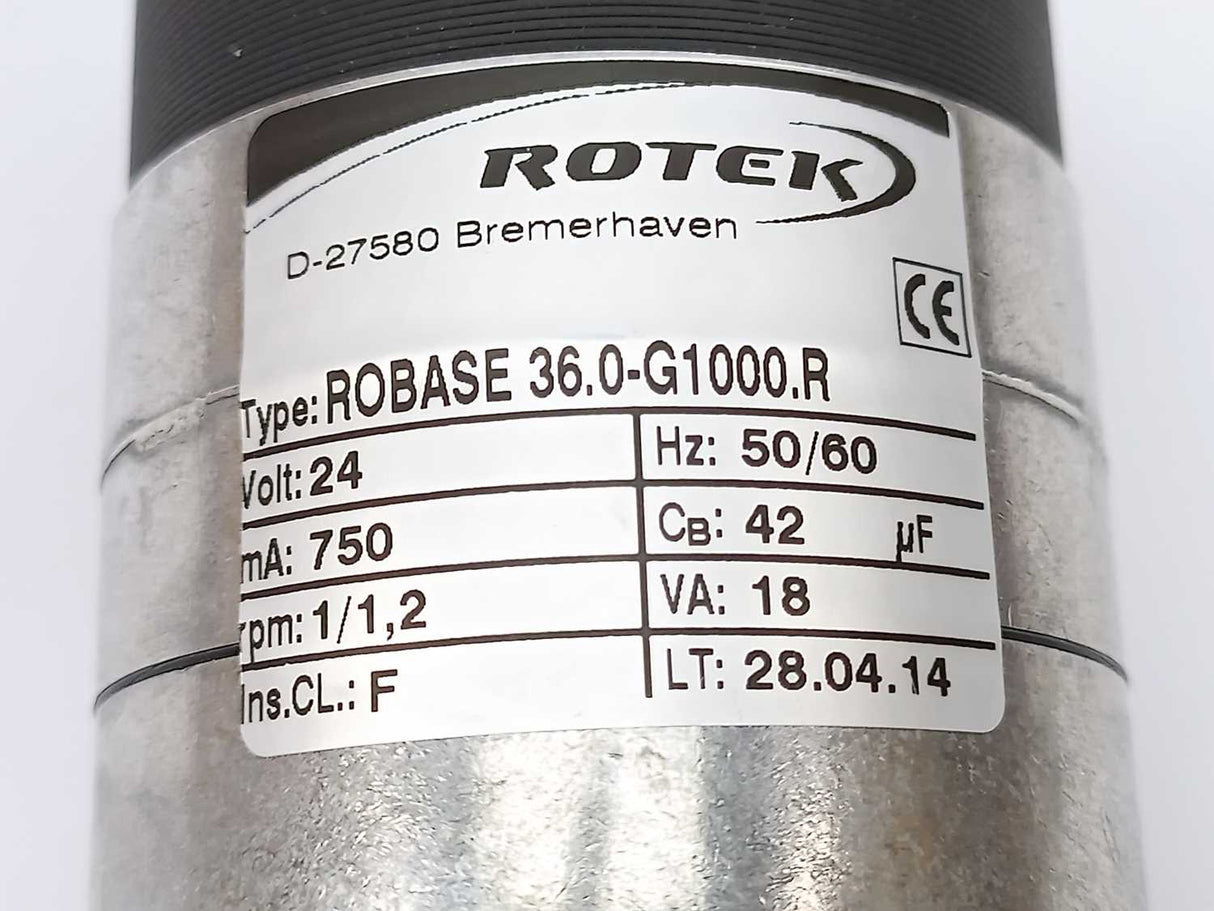 ROTEK
D-27580 Bremerhaven
CE
Type: ROBASE 36.0-G1000.R
Volt: 24 Hz: 50/60
mA: 750 CB: 42 µF
rpm: 1/1,2 VA: 18
Ins.CL.: F LT: 28.04.14